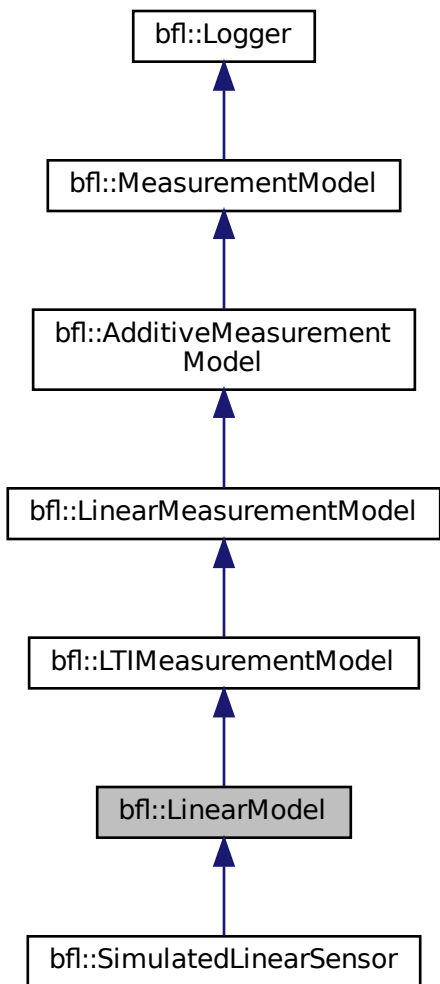 bfl::Logger
bfl::MeasurementModel
bfl::AdditiveMeasurement
Model
bfl::LinearMeasurementModel
bfl::LTIMeasurementModel
bfl::LinearModel
bfl::SimulatedLinearSensor